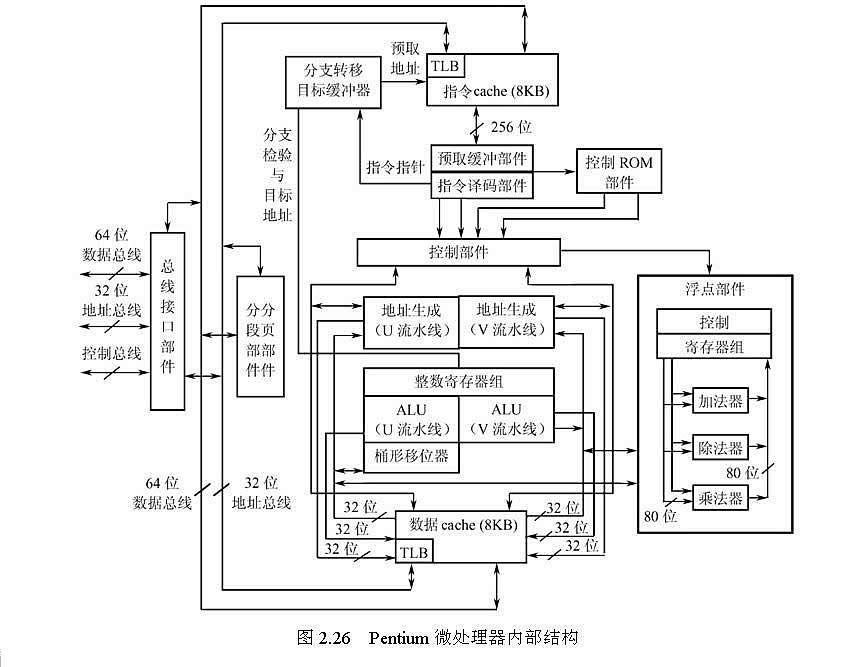 预取
地址
分支转移
目标缓冲器
TLB
指令cache (8KB)
256 位
分支
检验
与
目标
地址
指令指针
预取缓冲部件
指令译码部件
控制 ROM
部件
64 位
数据总线
32 位
地址总线
控制总线
总线接口部件
分段部件
分页部件
控制部件
地址生成
(U 流水线)
地址生成
(V 流水线)
整数寄存器组
ALU
(U 流水线)
ALU
(V 流水线)
桶形移位器
浮点部件
控制
寄存器组
加法器
除法器
80 位
乘法器
80 位
64 位
数据总线
32 位
地址总线
32 位
32 位
32 位
数据 cache (8KB)
TLB
32 位
32 位
32 位
图 2.26 Pentium 微处理器内部结构